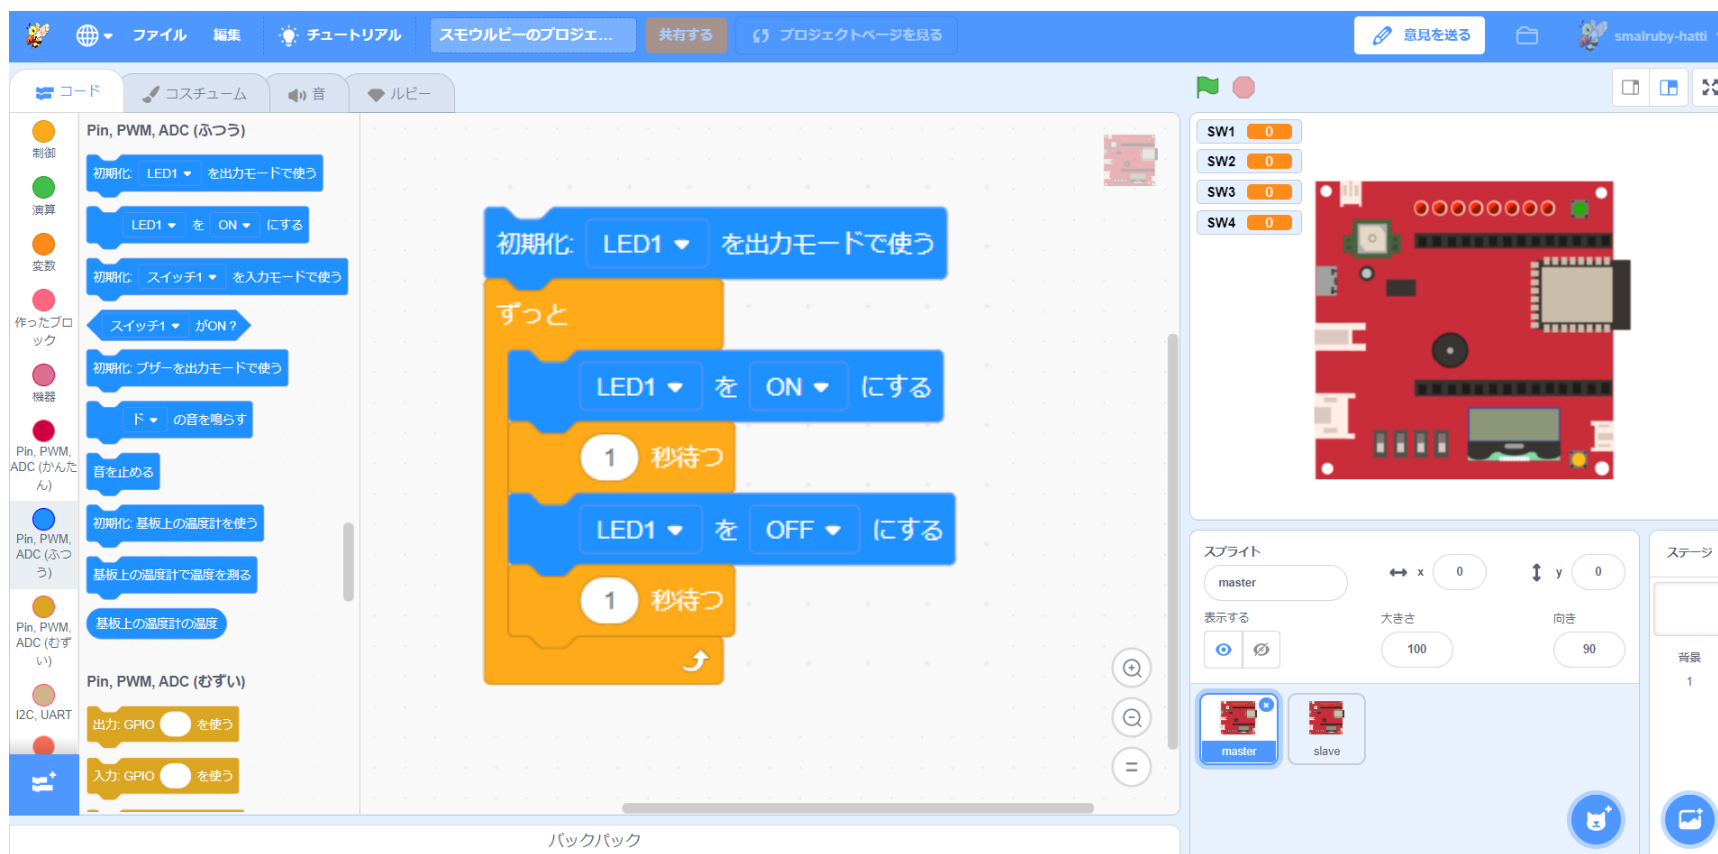 ファイル 編集 チュートリアル スモウルビーのプロジェ... 共有する プロジェクトページを見る 意見を送る smalruby-hatti
コード コスチューム 音 ルビー
制御
演算
変数
作ったブロ
ック
機器
Pin, PWM,
ADC (かんた
ん)
Pin, PWM,
ADC (ふつ
う)
Pin, PWM,
ADC (むず
い)
I2C, UART
Pin, PWM, ADC (ふつう)
初期化: LED1 を出力モードで使う
LED1 を ON にする
初期化: スイッチ1 を入力モードで使う
スイッチ1 がON？
初期化: ブザーを出力モードで使う
ド の音を鳴らす
音を止める
初期化: 基板上の温度計を使う
基板上の温度計で温度を測る
基板上の温度計の温度
Pin, PWM, ADC (むずい)
出力: GPIO を使う
入力: GPIO を使う
初期化: LED1 を出力モードで使う
ずっと
LED1 を ON にする
1 秒待つ
LED1 を OFF にする
1 秒待つ
バックパック
SW1 0
SW2 0
SW3 0
SW4 0
スプライト
master x 0 y 0
表示する 大きさ 100 向き 90
master slave
ステージ
背景
1